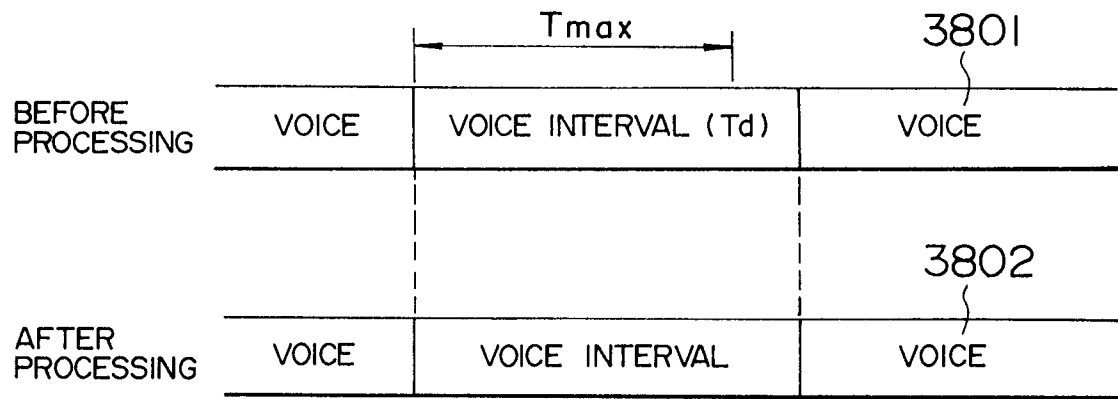 Tmax
3801
BEFORE
PROCESSING
VOICE
VOICE INTERVAL (Td)
VOICE
3802
AFTER
PROCESSING
VOICE
VOICE INTERVAL
VOICE